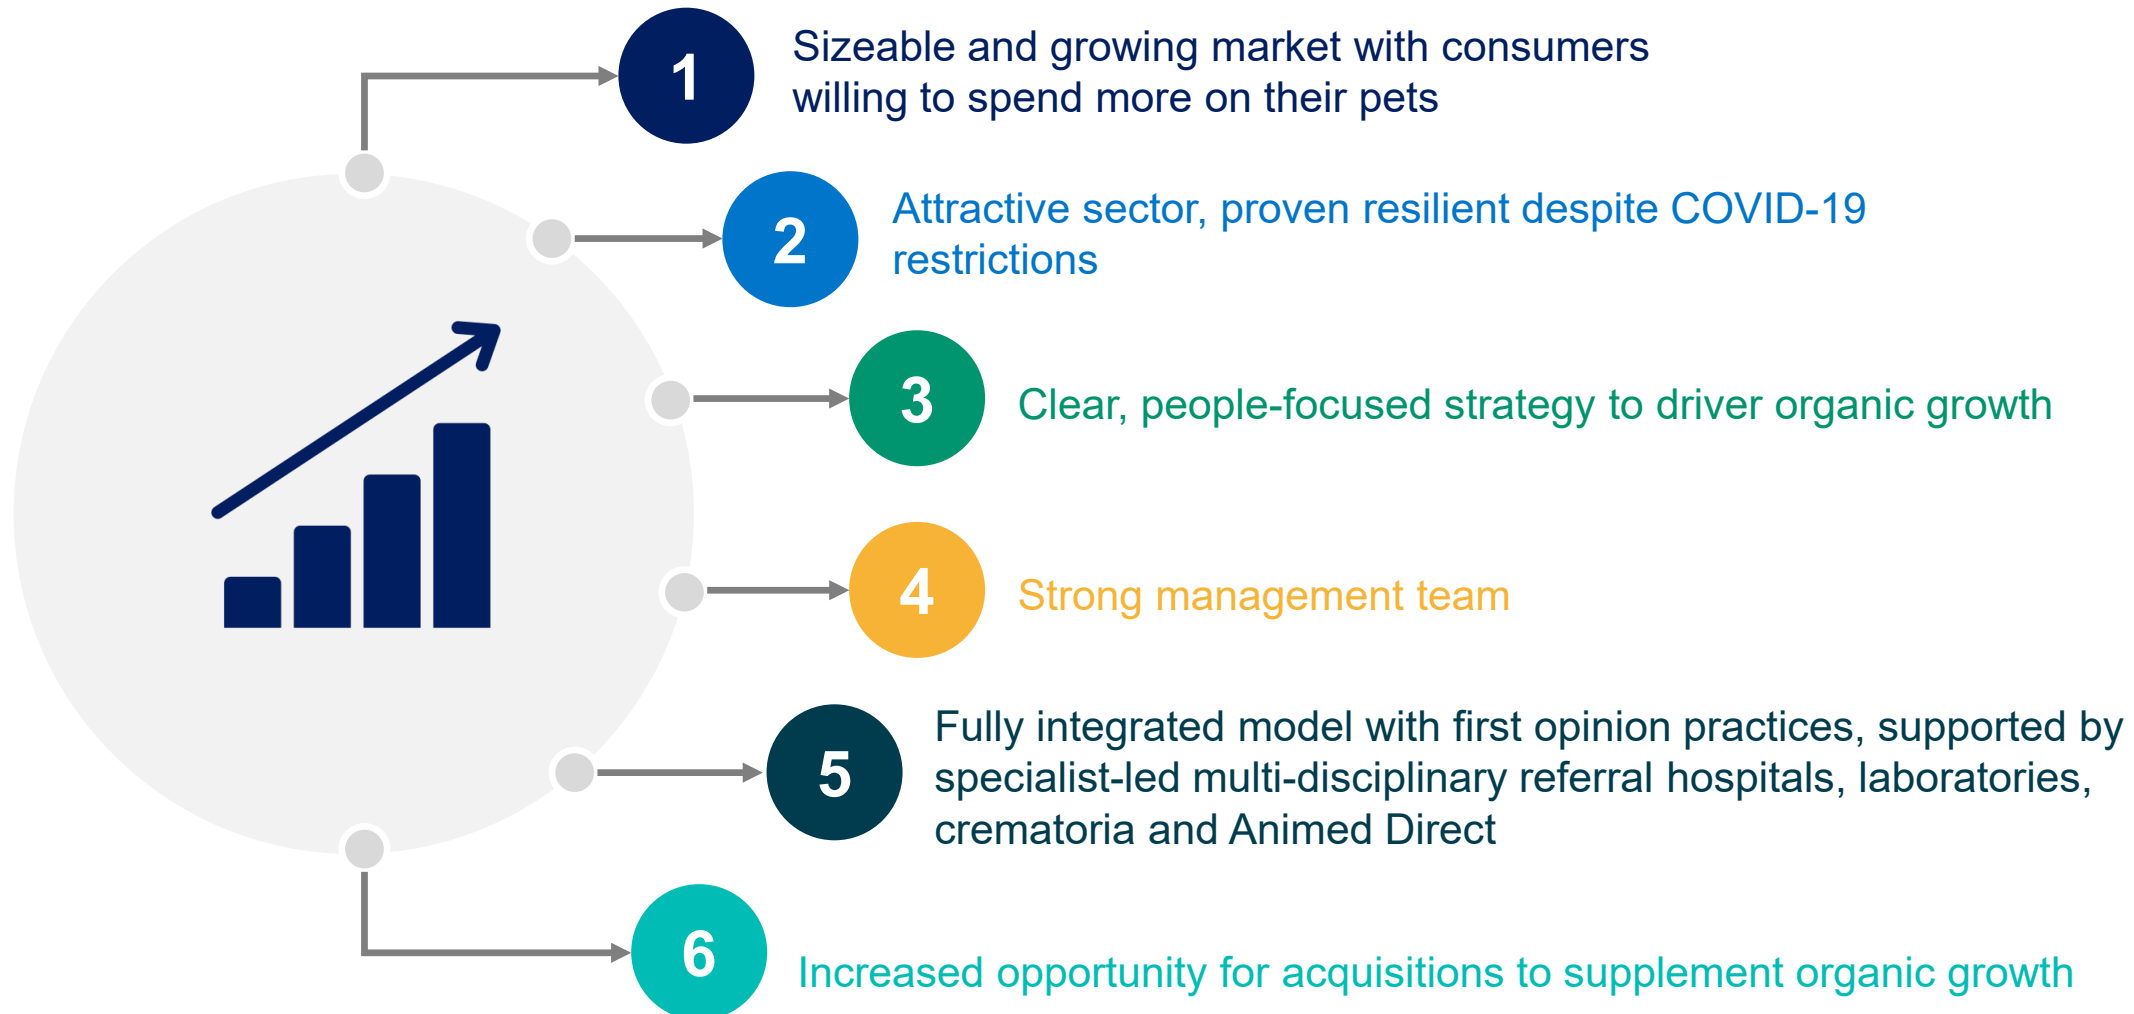 1
Sizeable and growing market with consumers
willing to spend more on their pets
2
Attractive sector, proven resilient despite COVID-19
restrictions
3
Clear, people-focused strategy to driver organic growth
4
Strong management team
5
Fully integrated model with first opinion practices, supported by
specialist-led multi-disciplinary referral hospitals, laboratories,
crematoria and Animed Direct
6
Increased opportunity for acquisitions to supplement organic growth